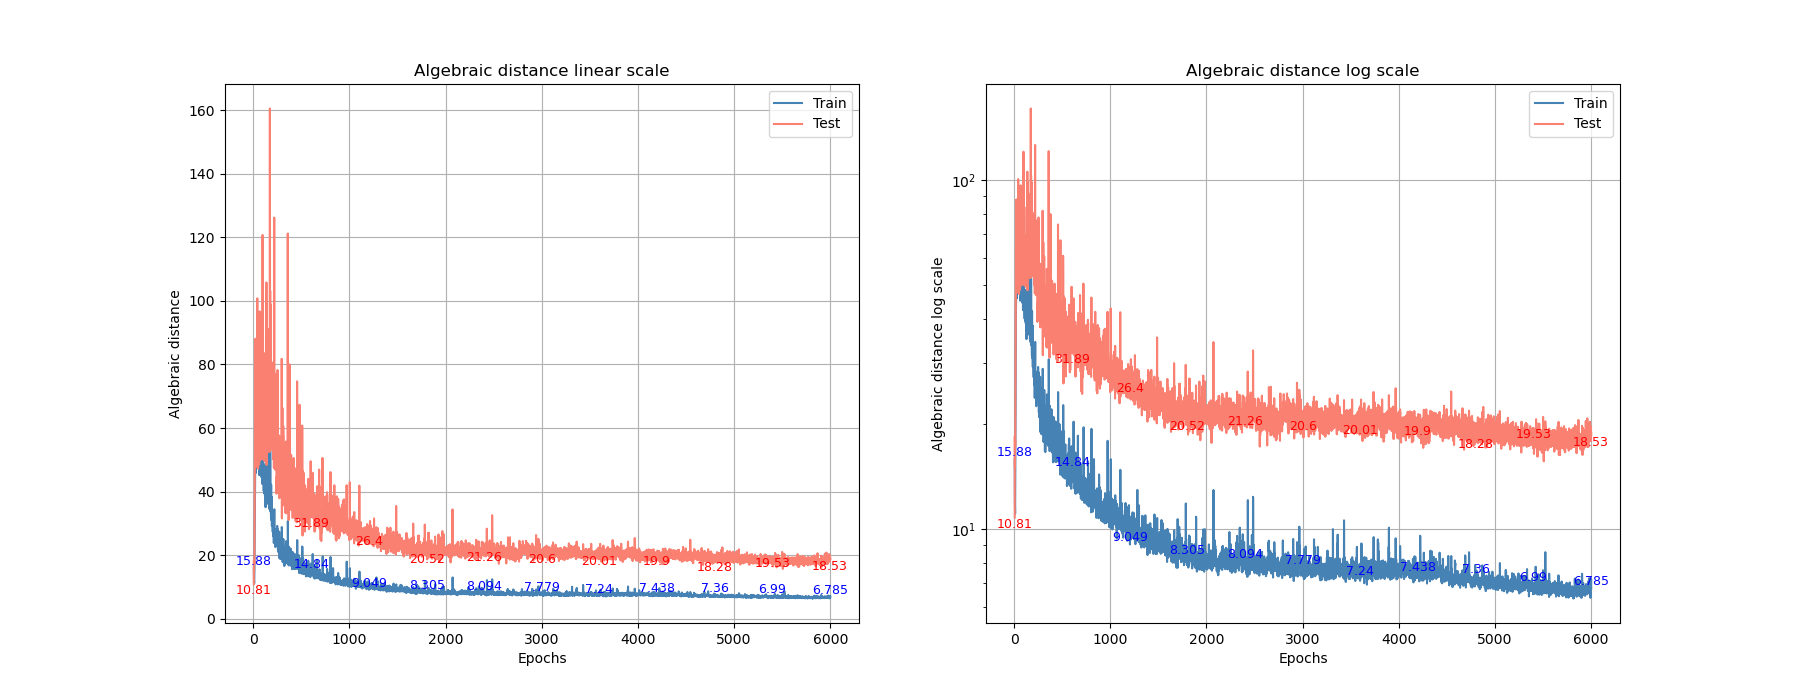 Algebraic distance linear scale
Algebraic distance
160
140
120
100
80
60
40
20
0
0 1000 2000 3000 4000 5000 6000
Epochs
Train
Test
15.88 14.84 9.049 8.305 8.094 7.779 7.24 7.438 7.36 6.99 6.785
10.81 31.89 26.4 20.52 21.26 20.6 20.01 19.9 18.28 19.53 18.53
Algebraic distance log scale
Algebraic distance log scale
10²
10¹
0 1000 2000 3000 4000 5000 6000
Epochs
Train
Test
10.81 31.89 26.4 20.52 21.26 20.6 20.01 19.9 18.28 19.53 18.53
15.88 14.84 9.049 8.305 8.094 7.779 7.24 7.438 7.36 6.99 6.785